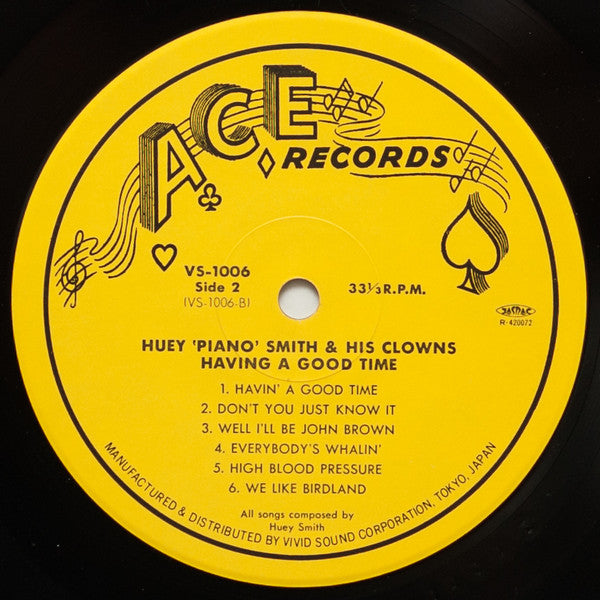 ACE
RECORDS
VS-1006
Side 2
(VS-1006-B)
33⅓ R.P.M.
JASRAC
R-420072
HUEY 'PIANO' SMITH & HIS CLOWNS
HAVING A GOOD TIME
1. HAVIN' A GOOD TIME
2. DON'T YOU JUST KNOW IT
3. WELL I'LL BE JOHN BROWN
4. EVERYBODY'S WHALIN'
5. HIGH BLOOD PRESSURE
6. WE LIKE BIRDLAND
All songs composed by
Huey Smith
MANUFACTURED & DISTRIBUTED BY VIVID SOUND CORPORATION, TOKYO, JAPAN